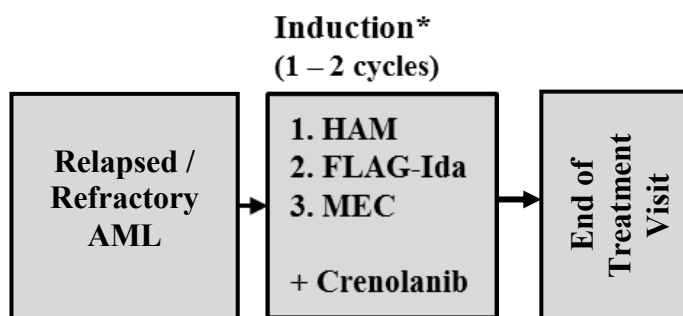 Induction*
(1 – 2 cycles)
Relapsed /
Refractory
AML
1. HAM
2. FLAG-Ida
3. MEC
+ Crenolanib
End of
Treatment
Visit